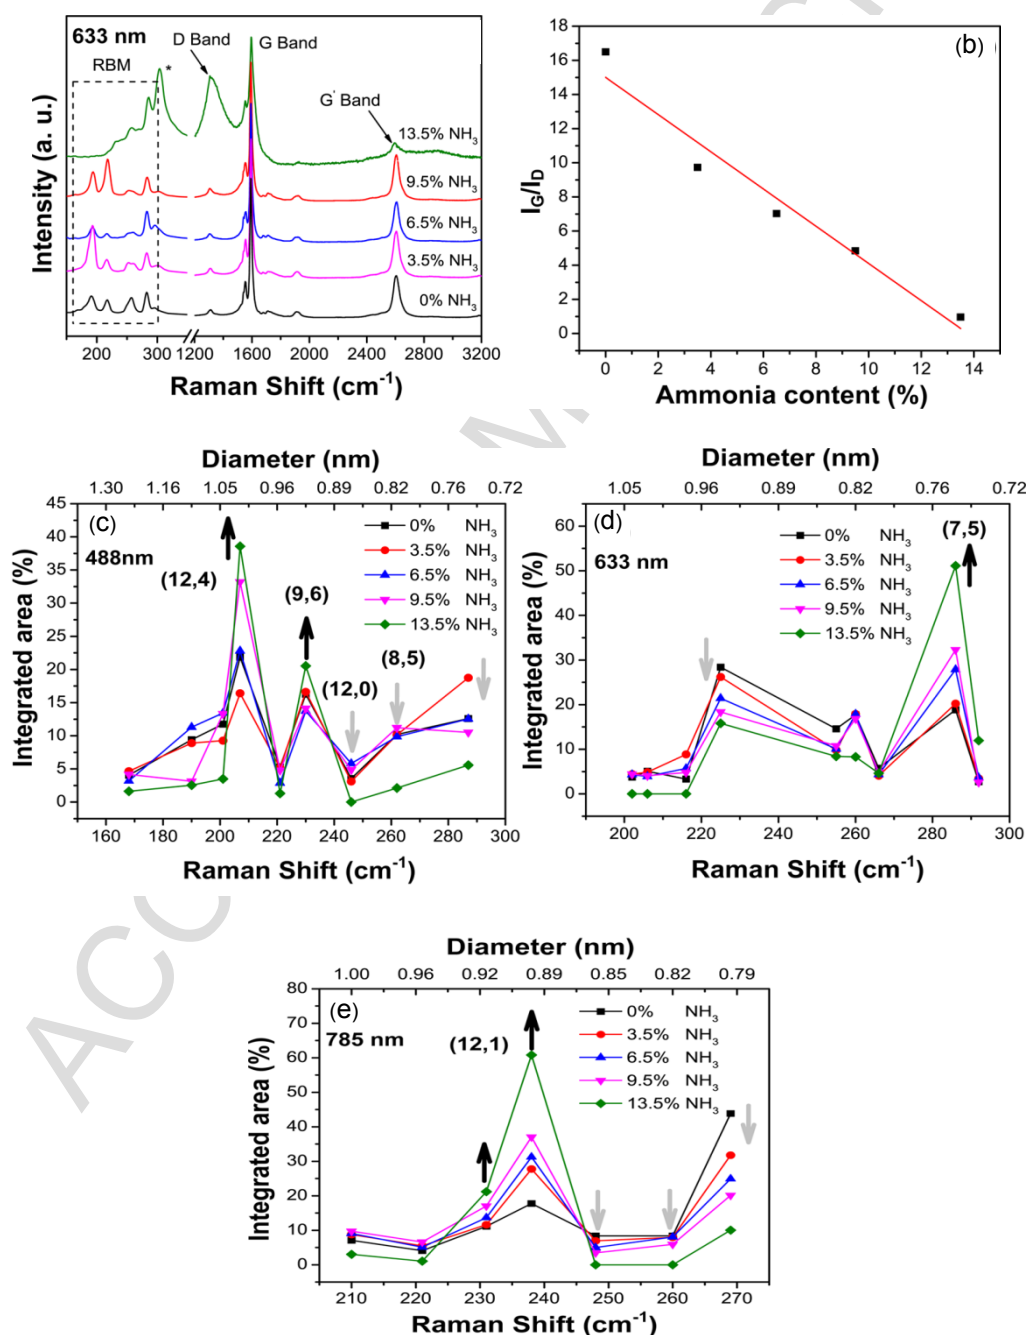 633 nm
RBM
*
D Band
G Band
G' Band
13.5% NH3
9.5% NH3
6.5% NH3
3.5% NH3
0% NH3
Intensity (a. u.)
200 300 1200 1600 2000 2400 2800 3200
Raman Shift (cm-1)
(b)
IG/ID
18
16
14
12
10
8
6
4
2
0
0 2 4 6 8 10 12 14
Ammonia content (%)
Diameter (nm)
1.30 1.16 1.05 0.96 0.89 0.82 0.77 0.72
(c)
488nm
(12,4)
(9,6)
(12,0)
(8,5)
0% NH3
3.5% NH3
6.5% NH3
9.5% NH3
13.5% NH3
Integrated area (%)
45
40
35
30
25
20
15
10
5
0
160 180 200 220 240 260 280 300
Raman Shift (cm-1)
Diameter (nm)
1.05 0.96 0.89 0.82 0.77 0.72
(d)
633 nm
(7,5)
0% NH3
3.5% NH3
6.5% NH3
9.5% NH3
13.5% NH3
Integrated area (%)
60
50
40
30
20
10
0
200 220 240 260 280 300
Raman Shift (cm-1)
Diameter (nm)
1.00 0.96 0.92 0.89 0.85 0.82 0.79
(e)
785 nm
(12,1)
0% NH3
3.5% NH3
6.5% NH3
9.5% NH3
13.5% NH3
Integrated area (%)
80
70
60
50
40
30
20
10
0
210 220 230 240 250 260 270
Raman Shift (cm-1)